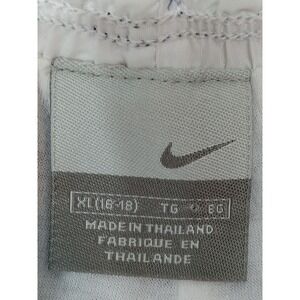 XL(16-18) TG EG
MADE IN THAILAND
FABRIQUE EN
THAILANDE